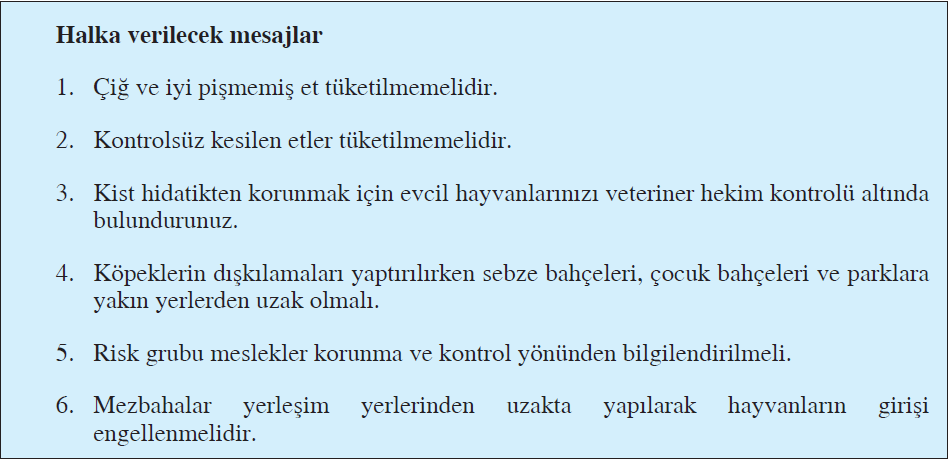 Halka verilecek mesajlar
1. Çiğ ve iyi pişmemiş et tüketilmemelidir.
2. Kontrolsüz kesilen etler tüketilmemelidir.
3. Kist hidatikten korunmak için evcil hayvanlarınızı veteriner hekim kontrolü altında
bulundurunuz.
4. Köpeklerin dışkılamaları yaptırılırken sebze bahçeleri, çocuk bahçeleri ve parklara
yakın yerlerden uzak olmalı.
5. Risk grubu meslekler korunma ve kontrol yönünden bilgilendirilmeli.
6. Mezbahalar yerleşim yerlerinden uzakta yapılarak hayvanların girişi
engellenmelidir.